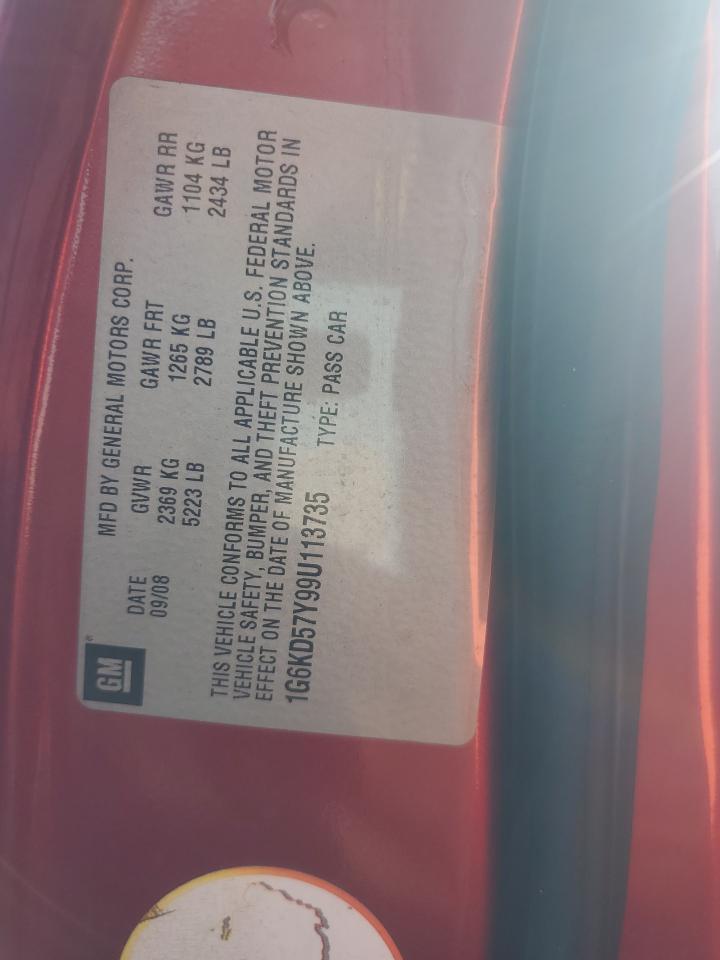 GM
MFD BY GENERAL MOTORS CORP.
DATE GVWR GAWR FRT GAWR RR
09/08 2369 KG 1265 KG 1104 KG
5223 LB 2789 LB 2434 LB
THIS VEHICLE CONFORMS TO ALL APPLICABLE U.S. FEDERAL MOTOR
VEHICLE SAFETY, BUMPER, AND THEFT PREVENTION STANDARDS IN
EFFECT ON THE DATE OF MANUFACTURE SHOWN ABOVE.
1G6KD57Y99U113735 TYPE: PASS CAR